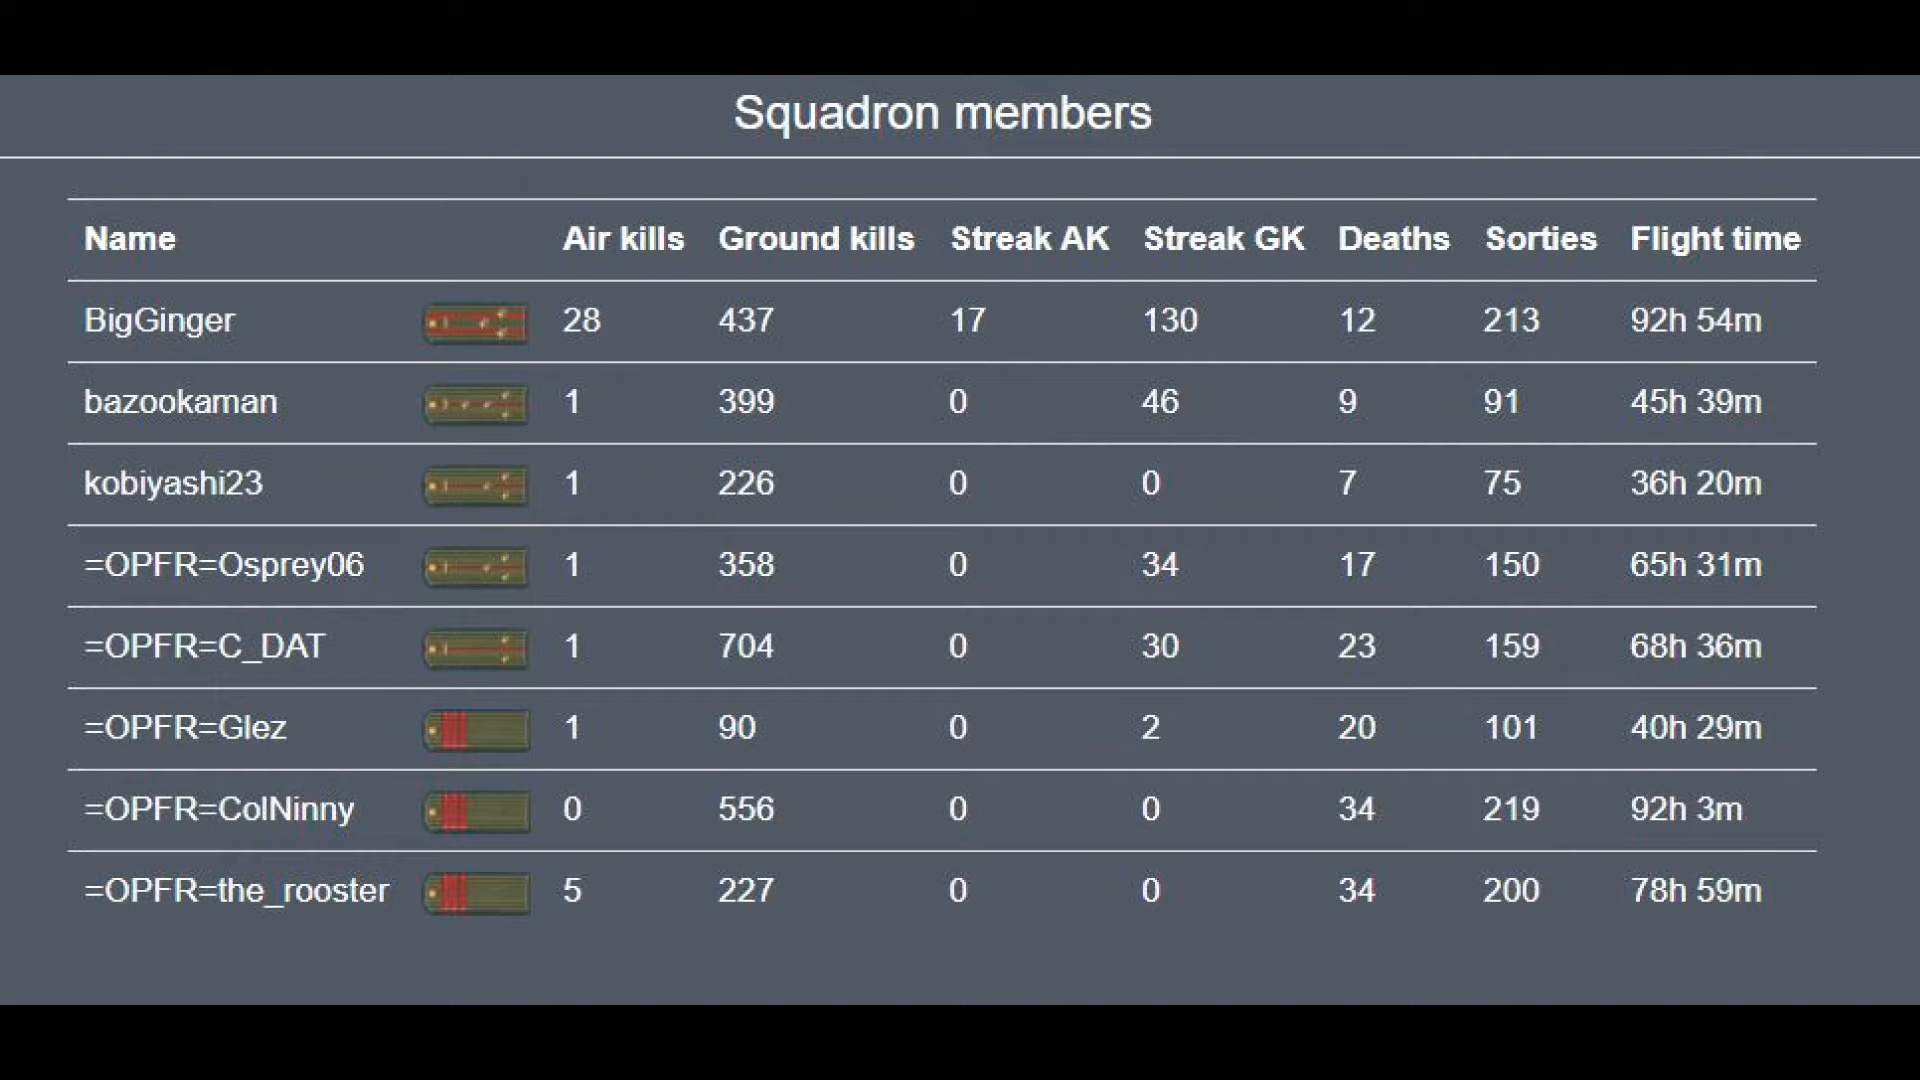 Squadron members
Name Air kills Ground kills Streak AK Streak GK Deaths Sorties Flight time
BigGinger 28 437 17 130 12 213 92h 54m
bazookaman 1 399 0 46 9 91 45h 39m
kobiyashi23 1 226 0 0 7 75 36h 20m
=OPFR=Osprey06 1 358 0 34 17 150 65h 31m
=OPFR=C_DAT 1 704 0 30 23 159 68h 36m
=OPFR=Glez 1 90 0 2 20 101 40h 29m
=OPFR=ColNinny 0 556 0 0 34 219 92h 3m
=OPFR=the_rooster 5 227 0 0 34 200 78h 59m